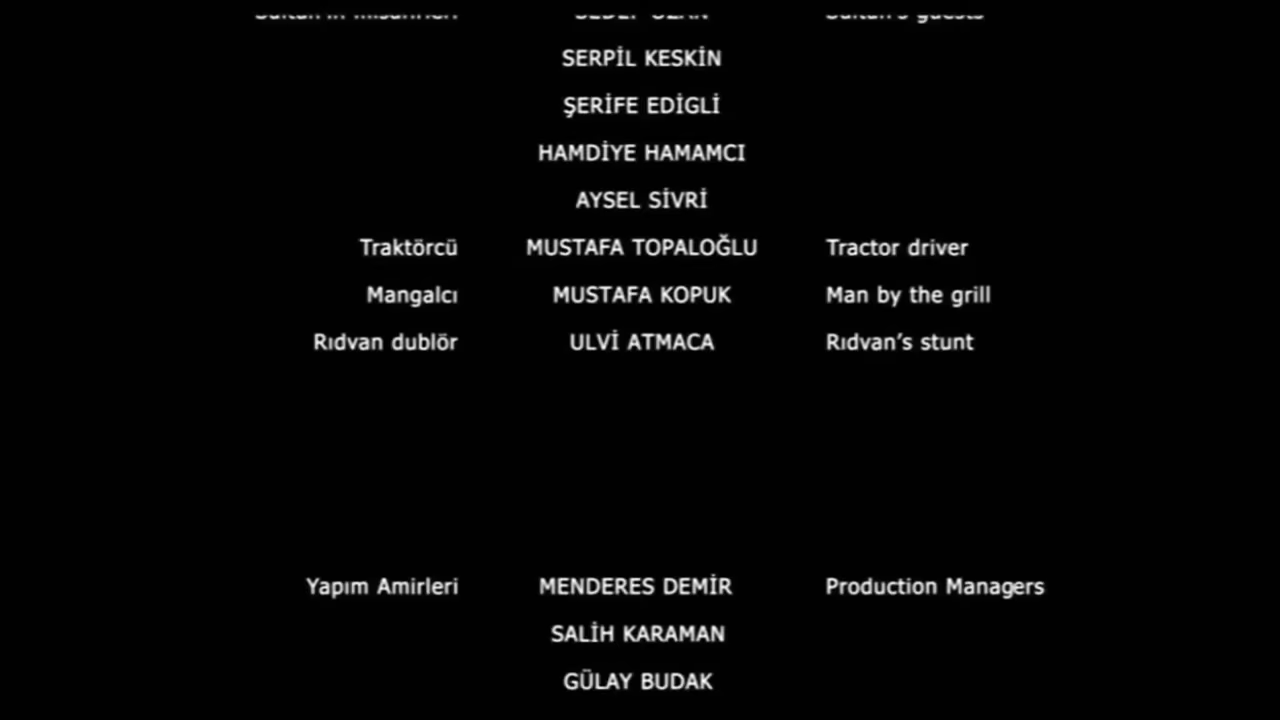 SERPİL KESKİN
ŞERİFE EDİGLİ
HAMDİYE HAMAMCI
AYSEL SİVRİ
Traktörcü MUSTAFA TOPALOĞLU Tractor driver
Mangalcı MUSTAFA KOPUK Man by the grill
Rıdvan dublör ULVİ ATMACA Rıdvan's stunt
Yapım Amirleri MENDERES DEMİR Production Managers
SALİH KARAMAN
GÜLAY BUDAK